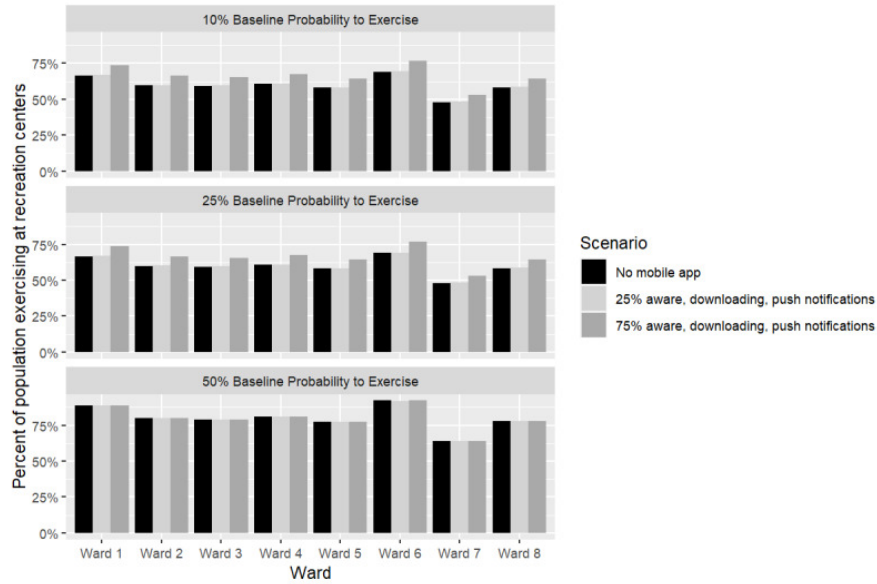 10% Baseline Probability to Exercise
75%
50%
25%
0%
25% Baseline Probability to Exercise
75%
50%
25%
0%
50% Baseline Probability to Exercise
75%
50%
25%
0%
Percent of population exercising at recreation centers
Ward 1 Ward 2 Ward 3 Ward 4 Ward 5 Ward 6 Ward 7 Ward 8
Ward
Scenario
No mobile app
25% aware, downloading, push notifications
75% aware, downloading, push notifications